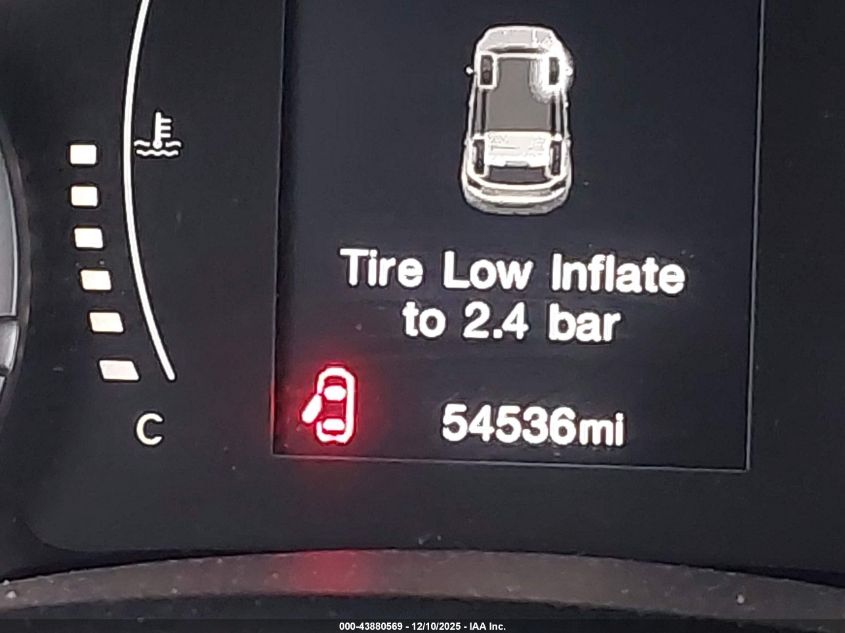 Tire Low Inflate
to 2.4 bar
54536mi
C
000-43880569 - 12/10/2025 - IAA Inc.